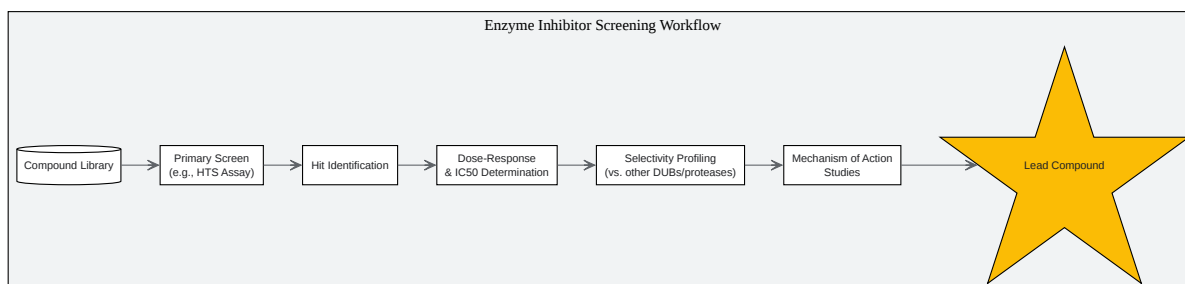 Enzyme Inhibitor Screening Workflow
Compound Library
Primary Screen
(e.g., HTS Assay)
Hit Identification
Dose-Response
& IC50 Determination
Selectivity Profiling
(vs. other DUBs/proteases)
Mechanism of Action
Studies
Lead Compound